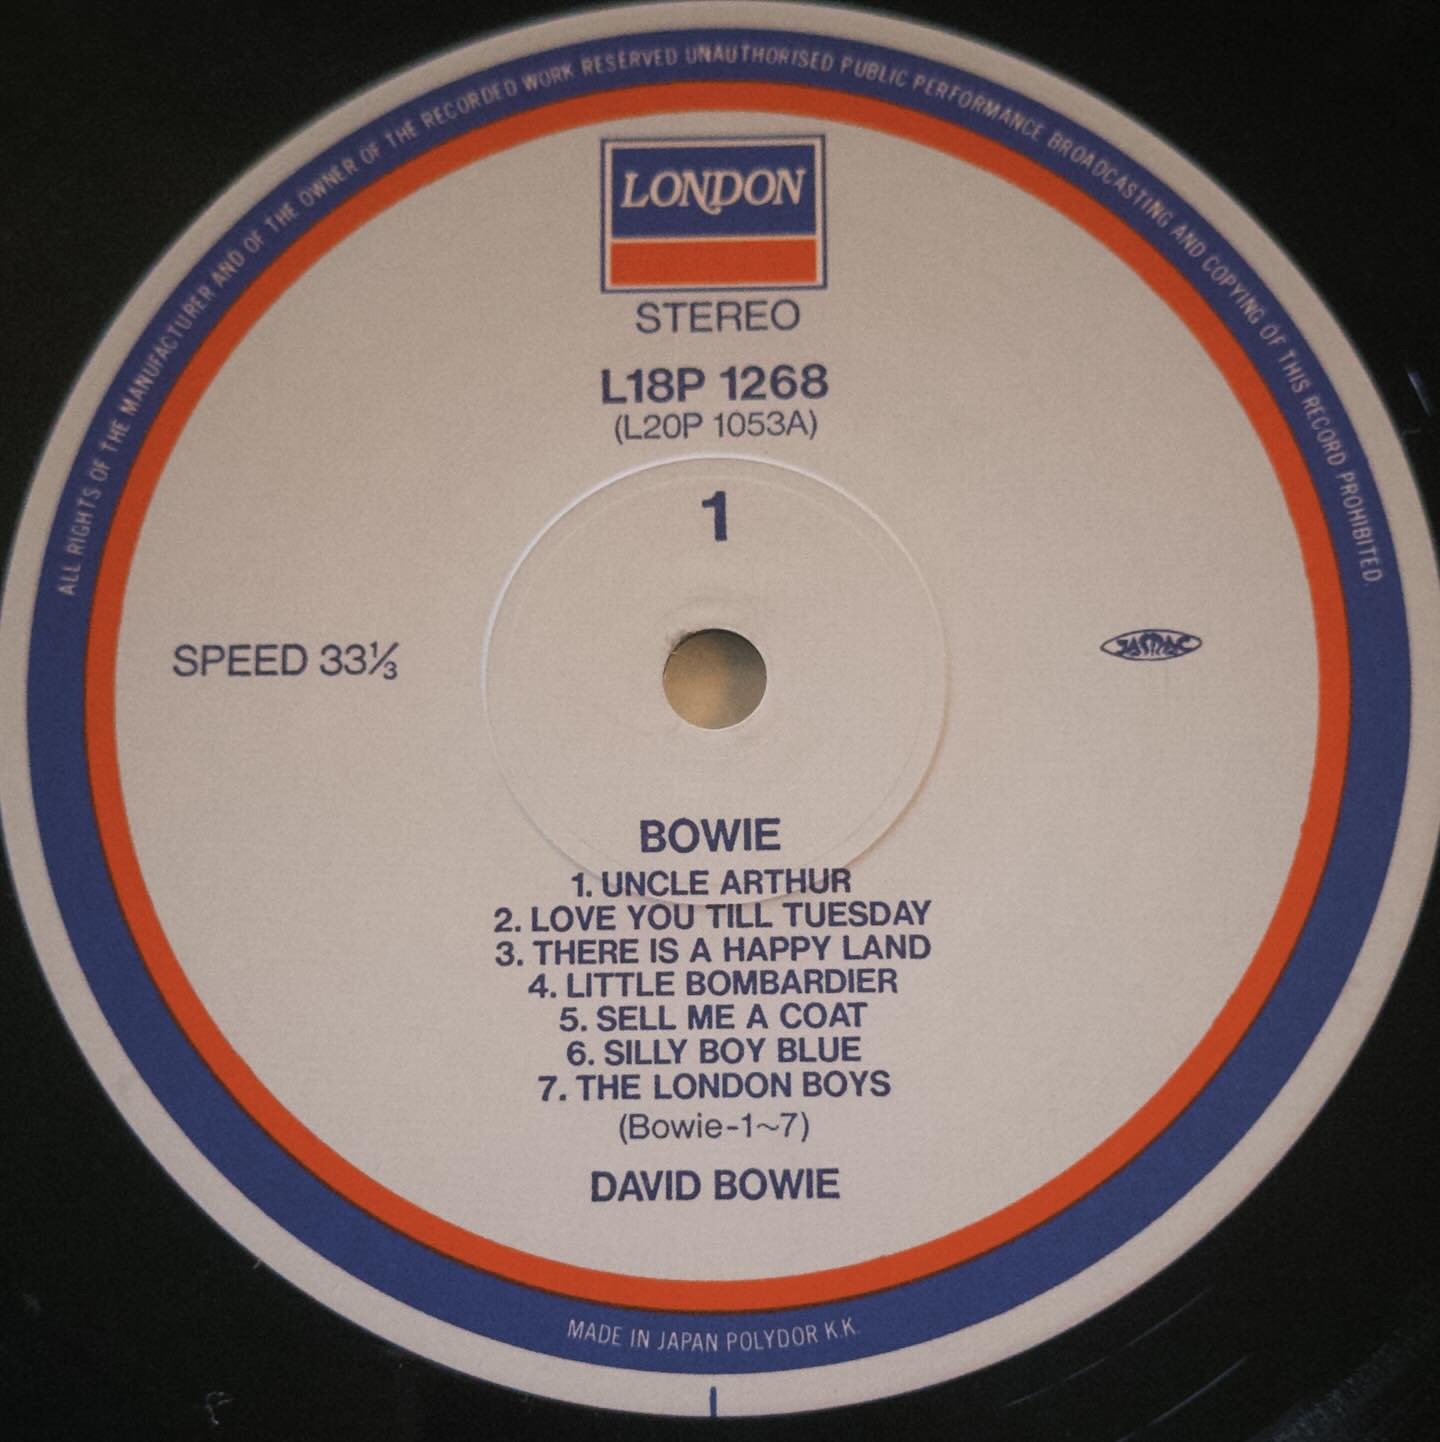 ALL RIGHTS OF THE MANUFACTURER AND OF THE OWNER OF THE RECORDED WORK RESERVED UNAUTHORISED PUBLIC PERFORMANCE BROADCASTING AND COPYING OF THIS RECORD PROHIBITED.
LONDON
STEREO
L18P 1268
(L20P 1053A)
1
SPEED 33⅓
JASRAC
BOWIE
1. UNCLE ARTHUR
2. LOVE YOU TILL TUESDAY
3. THERE IS A HAPPY LAND
4. LITTLE BOMBARDIER
5. SELL ME A COAT
6. SILLY BOY BLUE
7. THE LONDON BOYS
(Bowie-1~7)
DAVID BOWIE
MADE IN JAPAN POLYDOR K.K.